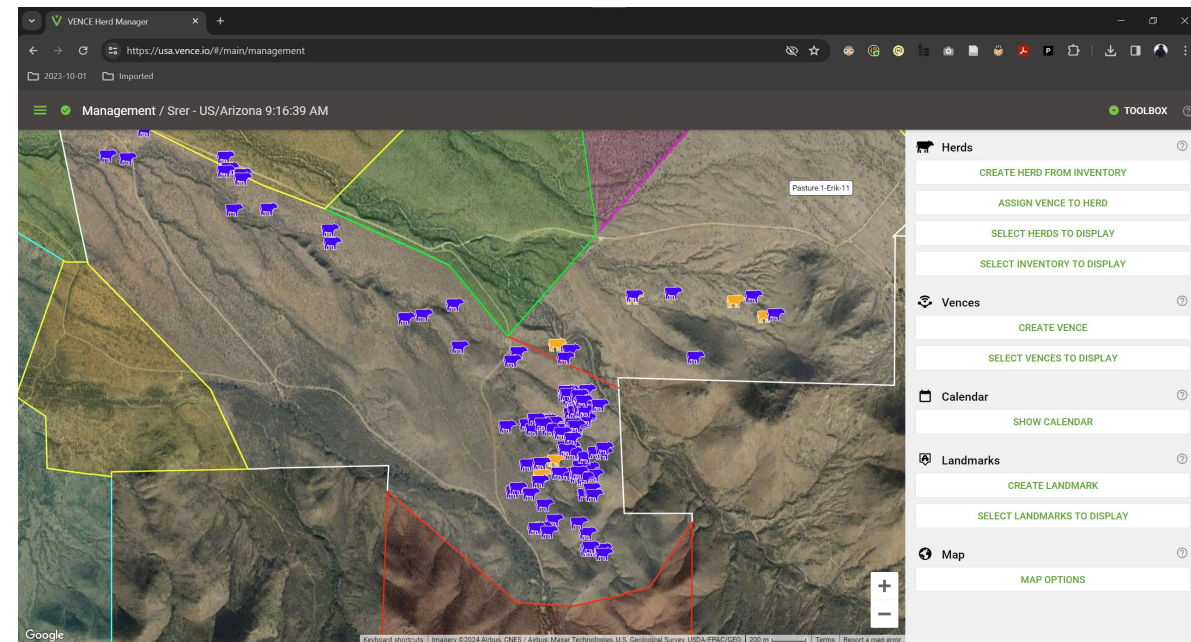 VENCE Herd Manager
https://usa.vence.io/#/main/management
2023-10-01
Imported
Management / Srer - US/Arizona 9:16:39 AM
TOOLBOX
Pasture 1-Erik-11
Herds
CREATE HERD FROM INVENTORY
ASSIGN VENCE TO HERD
SELECT HERDS TO DISPLAY
SELECT INVENTORY TO DISPLAY
Vences
CREATE VENCE
SELECT VENCES TO DISPLAY
Calendar
SHOW CALENDAR
Landmarks
CREATE LANDMARK
SELECT LANDMARKS TO DISPLAY
Map
MAP OPTIONS
Google
Keyboard shortcuts
Imagery ©2024 Airbus, CNES / Airbus, Maxar Technologies, U.S. Geological Survey, USDA/FPAC/GEO
200 m
Terms
Report a map error